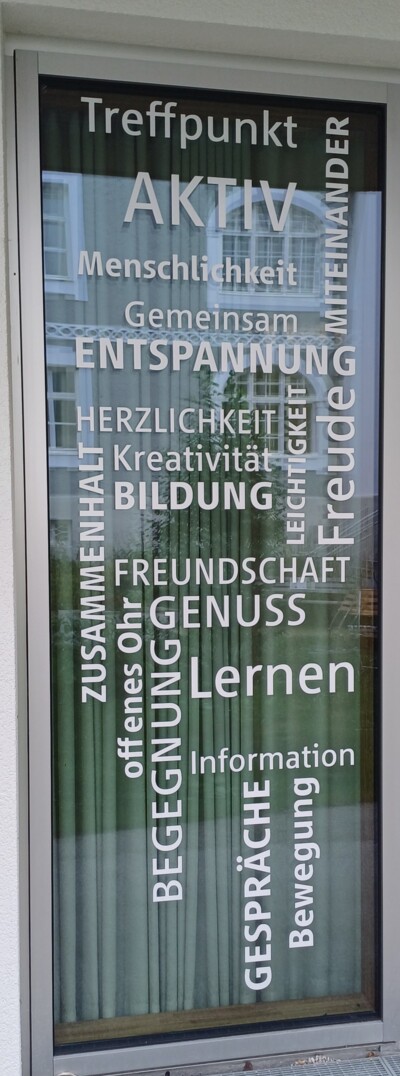 Treffpunkt
AKTIV
MITEINANDER
Menschlichkeit
Gemeinsam
ENTSPANNUNG
HERZLICHKEIT
Kreativität
BILDUNG
LEICHTIGKEIT
Freude
ZUSAMMENHALT
FREUNDSCHAFT
GENUSS
offenes Ohr
BEGEGNUNG
Lernen
Information
GESPRÄCHE
Bewegung